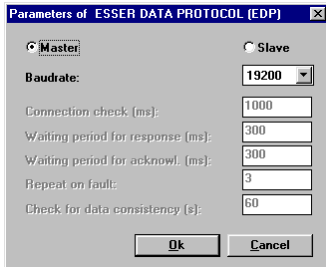 Parameters of ESSER DATA PROTOCOL (EDP)
Master Slave
Baudrate: 19200
Connection check (ms): 1000
Waiting period for response (ms): 300
Waiting period for acknowl. (ms): 300
Repeat on fault: 3
Check for data consistency (s): 60
Ok Cancel